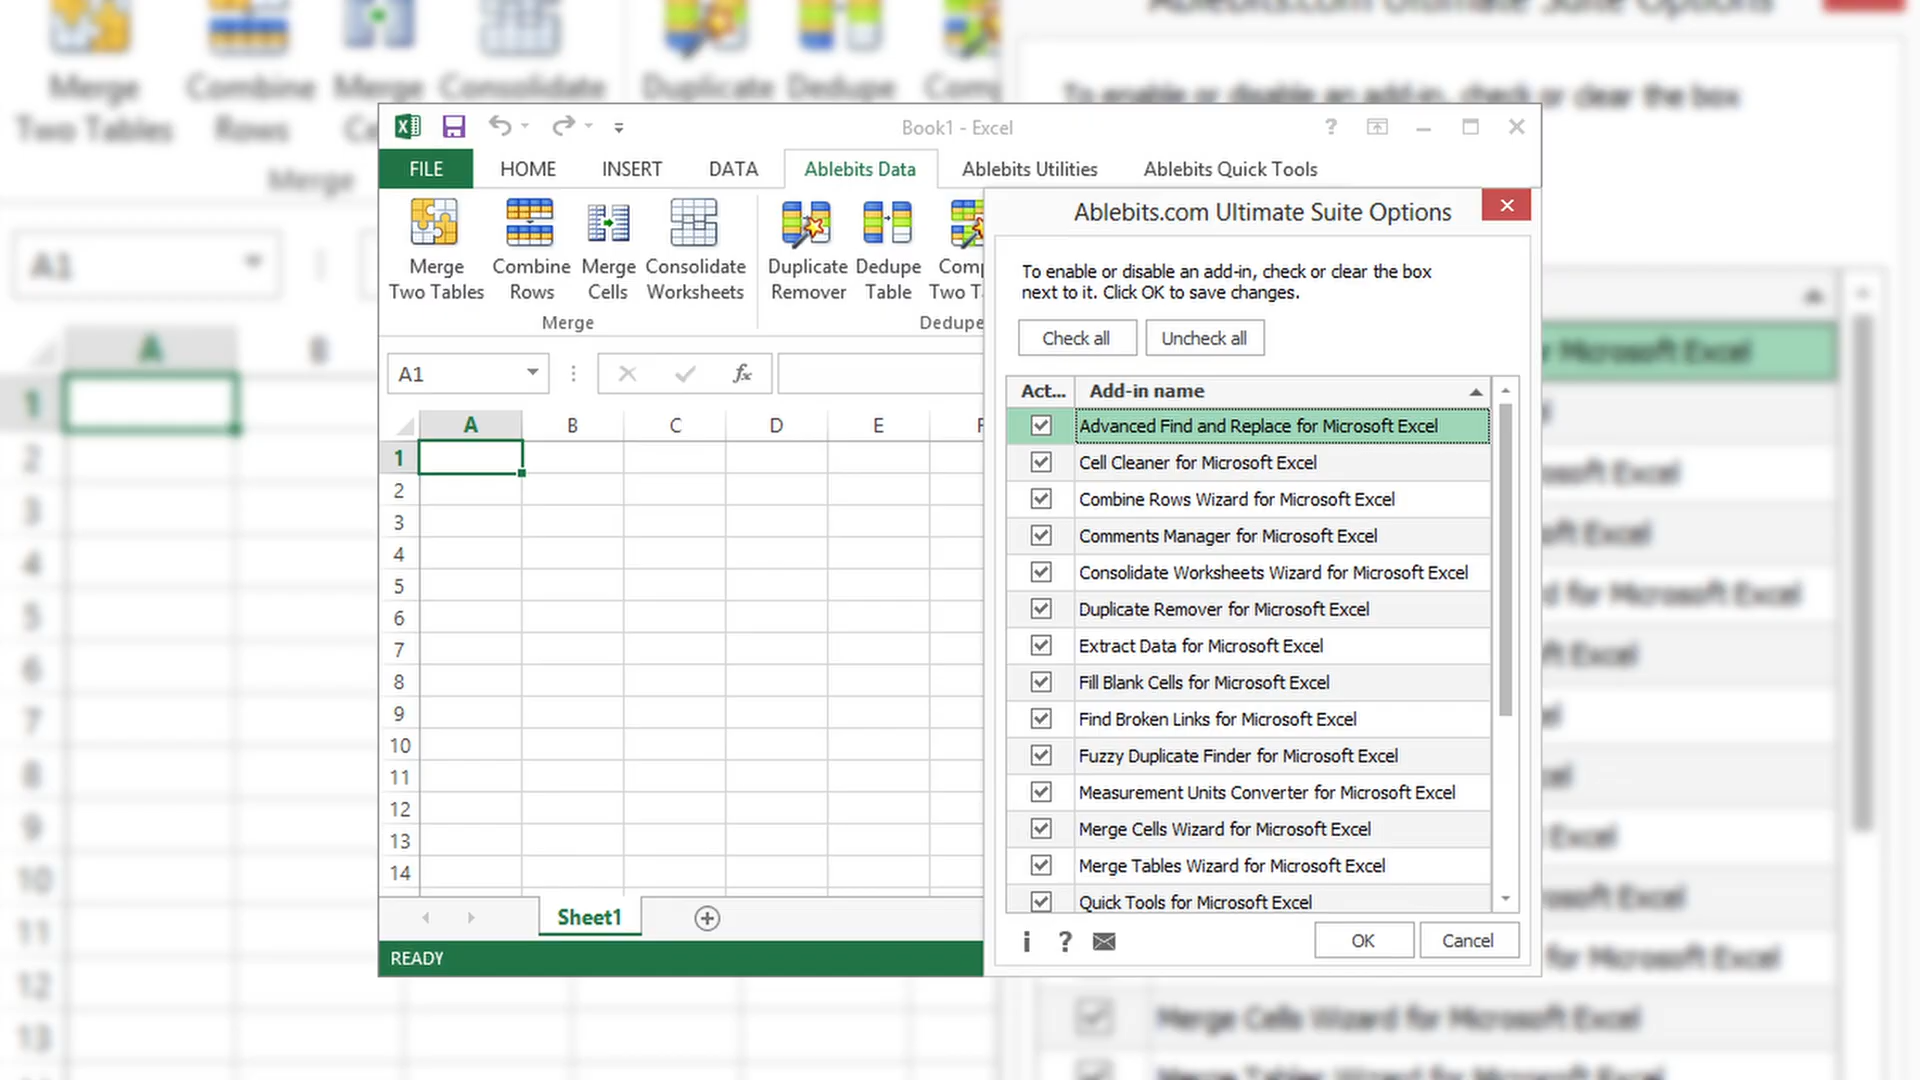 Book1 - Excel
FILE HOME INSERT DATA Ablebits Data Ablebits Utilities Ablebits Quick Tools
Merge Two Tables
Combine Rows
Merge Cells
Consolidate Worksheets
Merge
Duplicate Remover
Dedupe Table
Comp
Two T
Dedupe
A1
fx
A B C D E F
1
2
3
4
5
6
7
8
9
10
11
12
13
14
Sheet1
READY
Ablebits.com Ultimate Suite Options
To enable or disable an add-in, check or clear the box
next to it. Click OK to save changes.
Check all Uncheck all
Act... Add-in name
Advanced Find and Replace for Microsoft Excel
Cell Cleaner for Microsoft Excel
Combine Rows Wizard for Microsoft Excel
Comments Manager for Microsoft Excel
Consolidate Worksheets Wizard for Microsoft Excel
Duplicate Remover for Microsoft Excel
Extract Data for Microsoft Excel
Fill Blank Cells for Microsoft Excel
Find Broken Links for Microsoft Excel
Fuzzy Duplicate Finder for Microsoft Excel
Measurement Units Converter for Microsoft Excel
Merge Cells Wizard for Microsoft Excel
Merge Tables Wizard for Microsoft Excel
Quick Tools for Microsoft Excel
OK Cancel